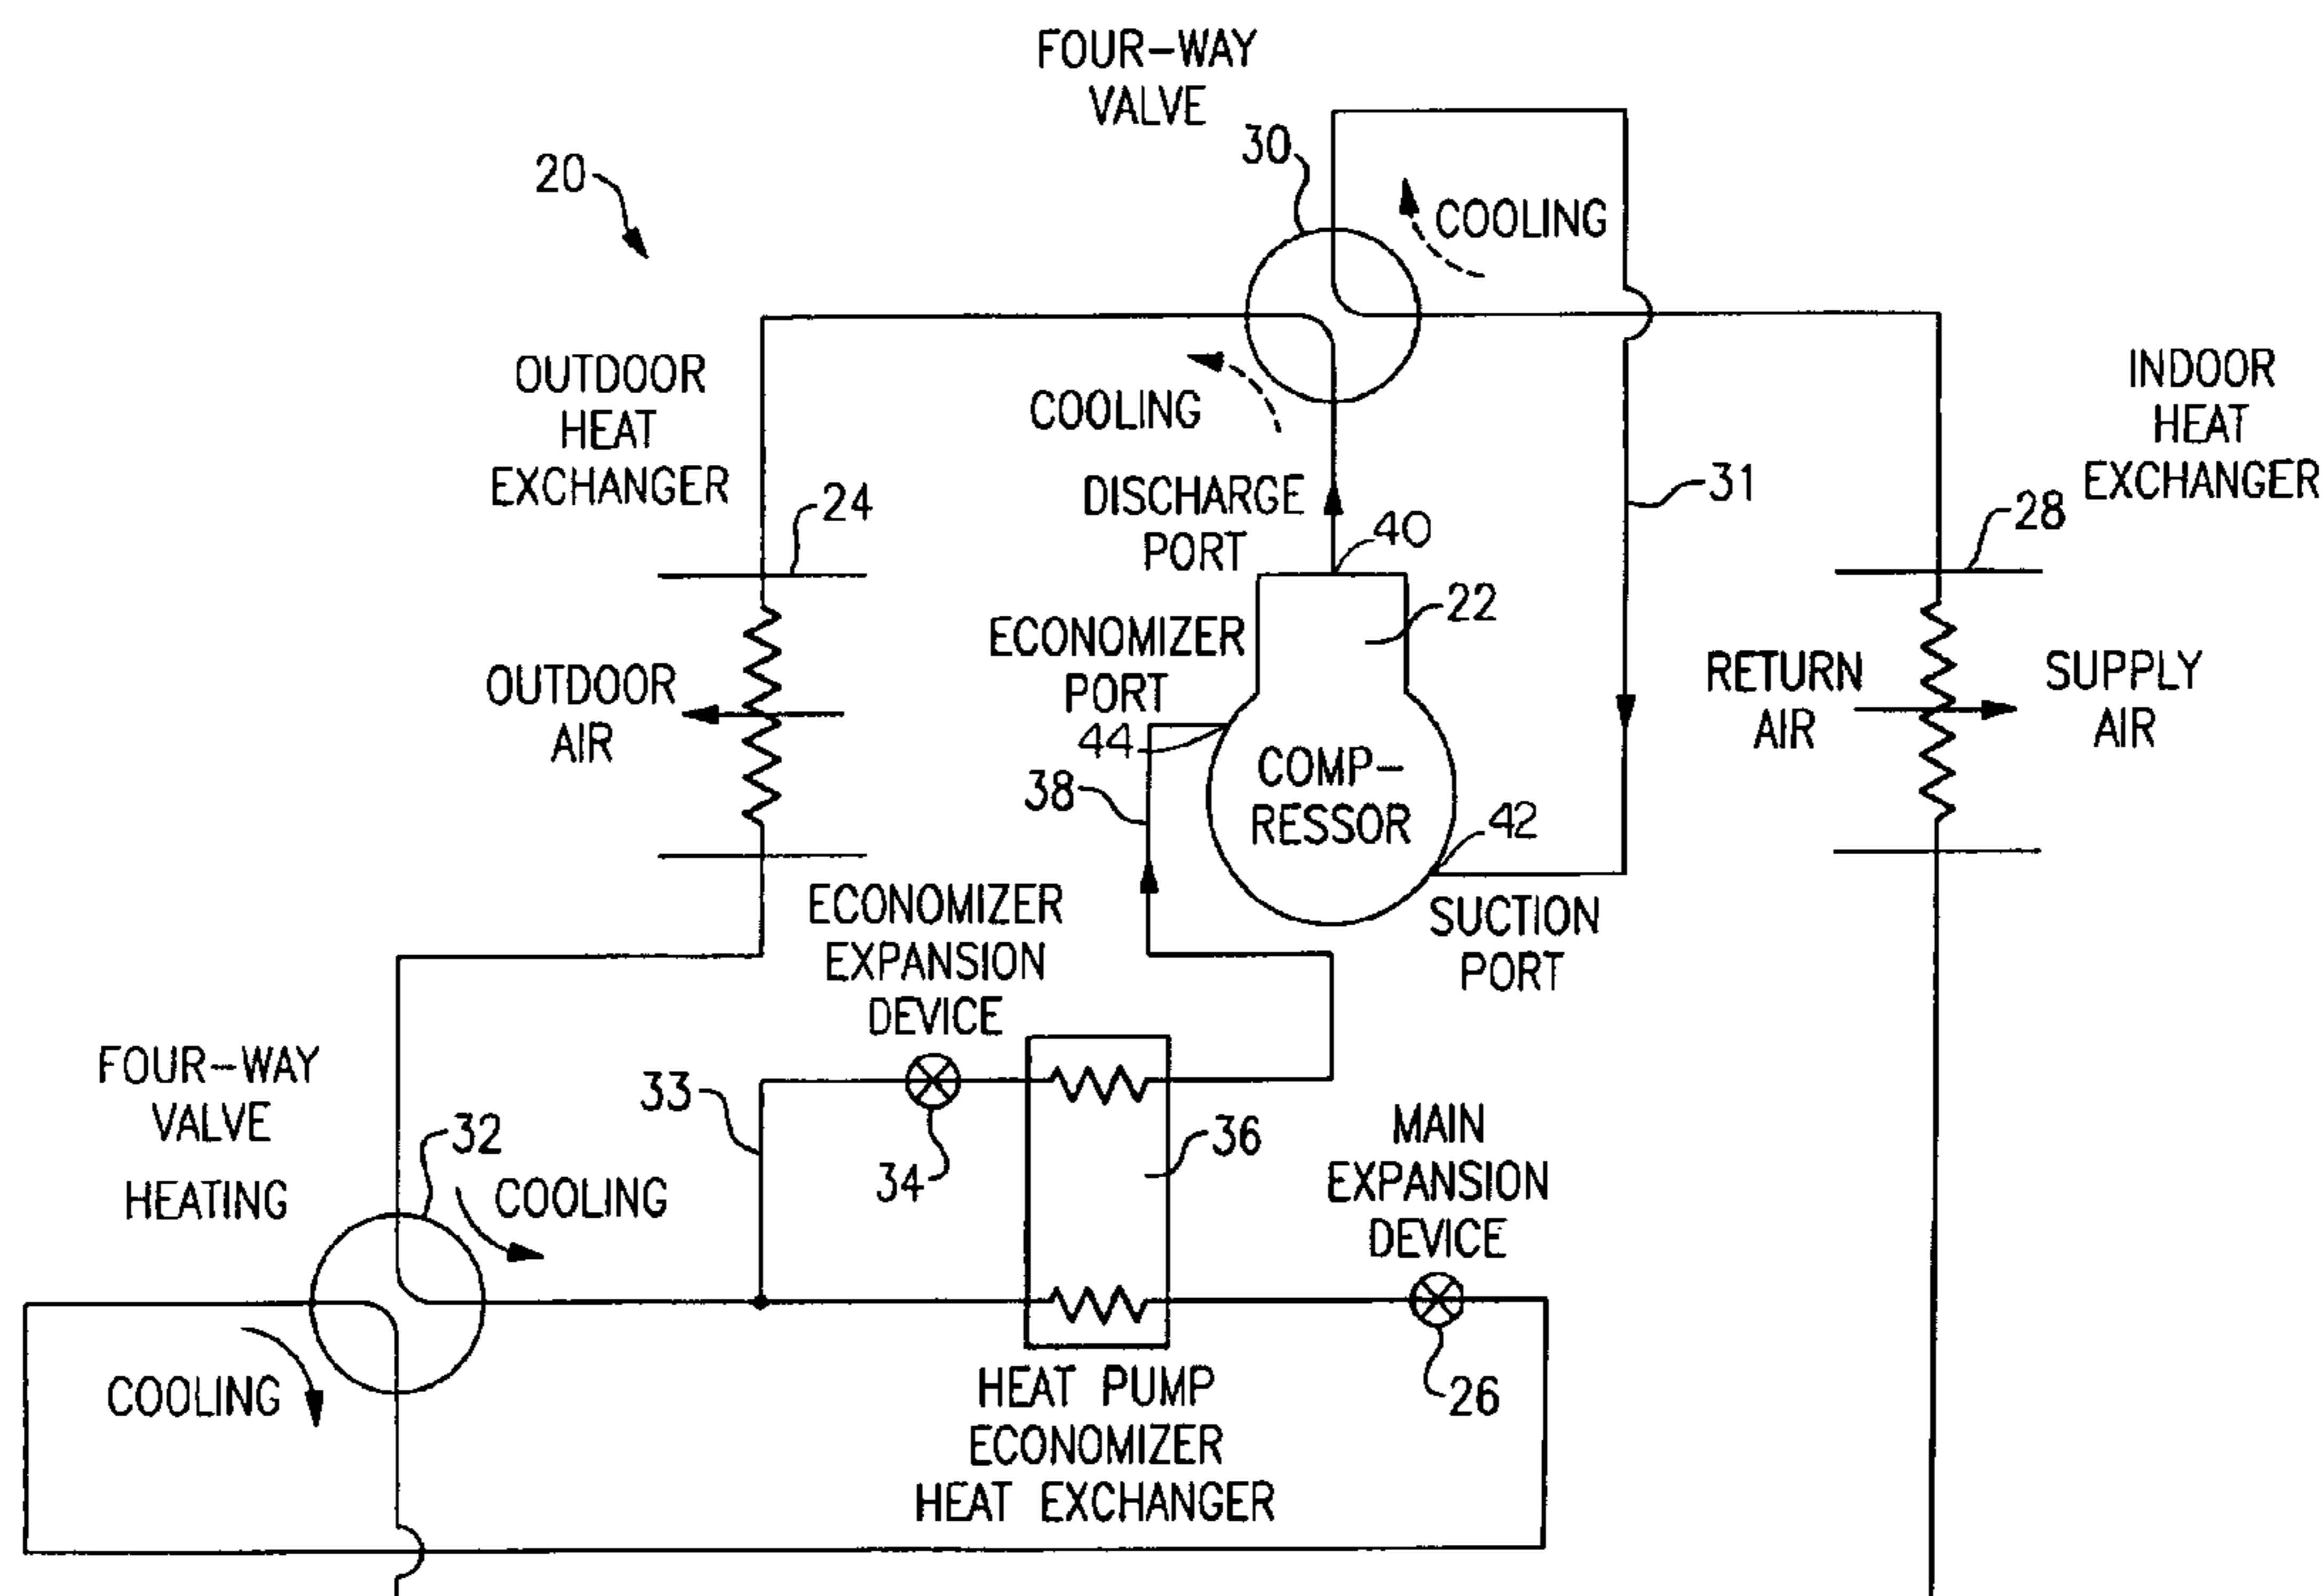 FOUR-WAY
VALVE
30
20
COOLING
OUTDOOR
HEAT
EXCHANGER
24
COOLING
DISCHARGE
PORT
40
31
INDOOR
HEAT
EXCHANGER
28
22
ECONOMIZER
PORT
44
OUTDOOR
AIR
RETURN
AIR
SUPPLY
AIR
38
COMP-
RESSOR
42
SUCTION
PORT
ECONOMIZER
EXPANSION
DEVICE
FOUR-WAY
VALVE
HEATING
32
COOLING
33
34
36
MAIN
EXPANSION
DEVICE
COOLING
HEAT PUMP
ECONOMIZER
HEAT EXCHANGER
26